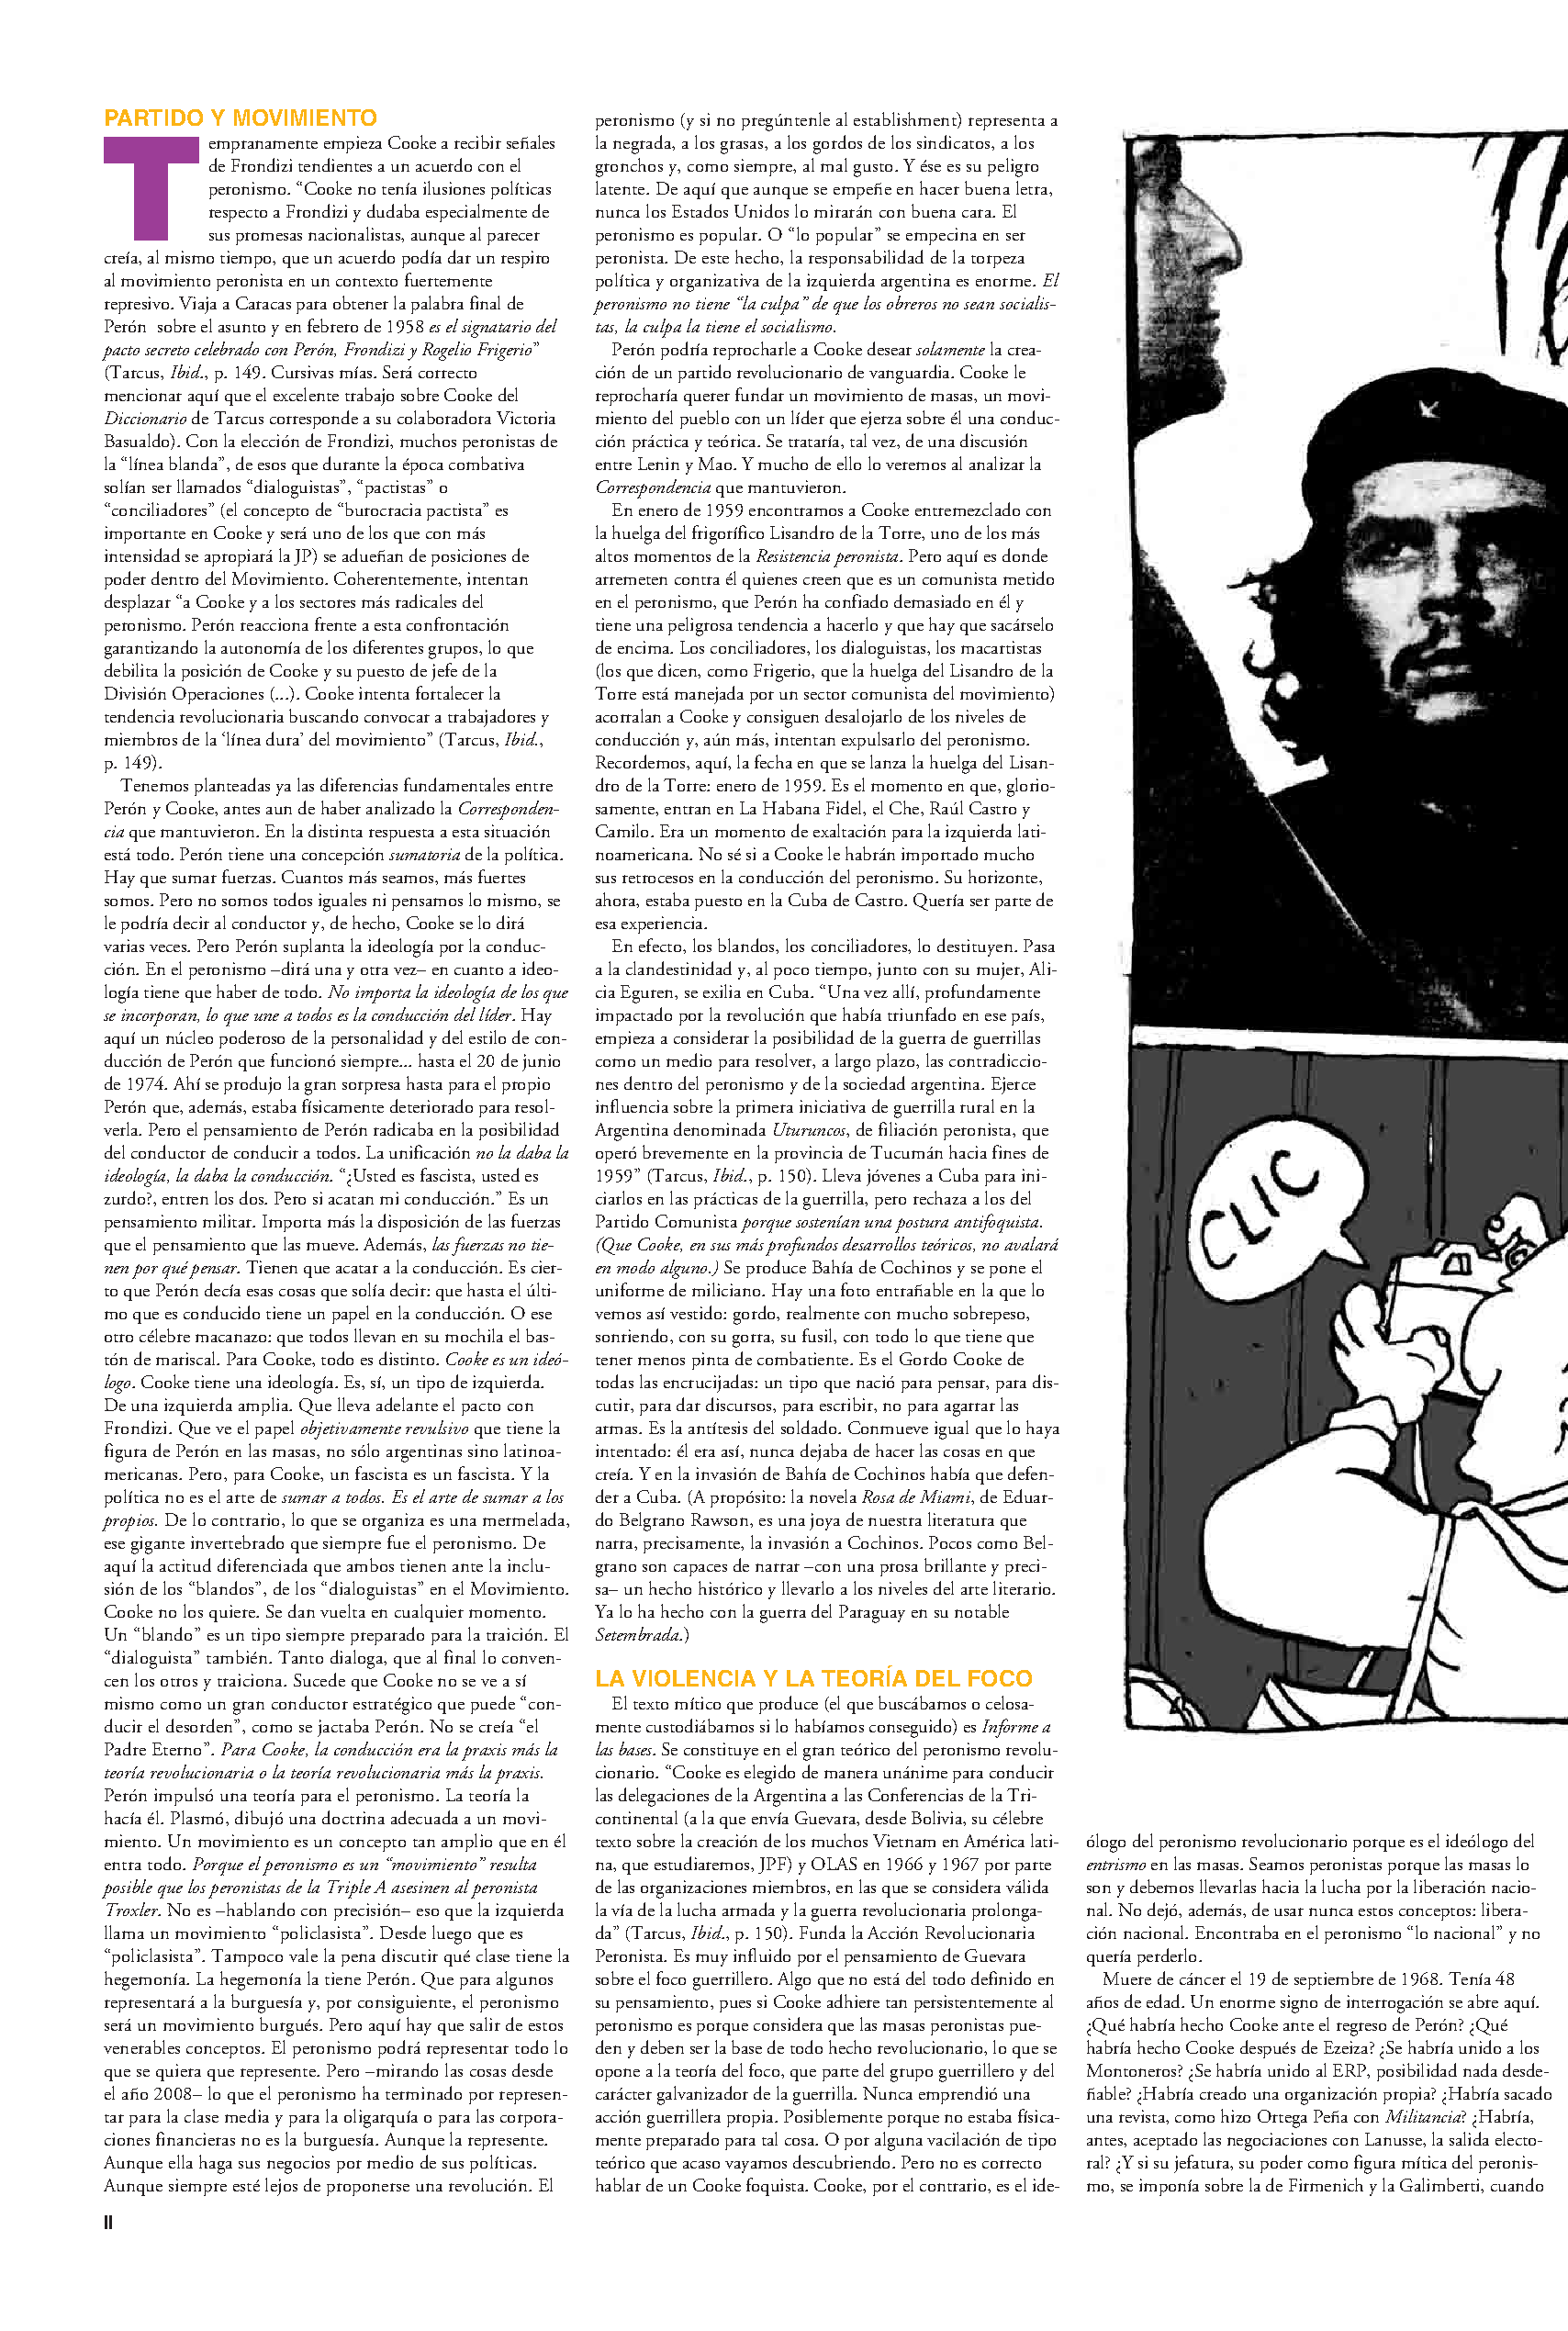 PARTIDO Y MOVIMIENTO
Tempranamente empieza Cooke a recibir señales
de Frondizi tendientes a un acuerdo con el
peronismo. “Cooke no tenía ilusiones políticas
respecto a Frondizi y dudaba especialmente de
sus promesas nacionalistas, aunque al parecer
creía, al mismo tiempo, que un acuerdo podía dar un respiro
al movimiento peronista en un contexto fuertemente
represivo. Viaja a Caracas para obtener la palabra final de
Perón  sobre el asunto y en febrero de 1958 es el signatario del
pacto secreto celebrado con Perón, Frondizi y Rogelio Frigerio”
(Tarcus, Ibid., p. 149. Cursivas mías. Será correcto
mencionar aquí que el excelente trabajo sobre Cooke del
Diccionario de Tarcus corresponde a su colaboradora Victoria
Basualdo). Con la elección de Frondizi, muchos peronistas de
la “línea blanda”, de esos que durante la época combativa
solían ser llamados “dialoguistas”, “pactistas” o
“conciliadores” (el concepto de “burocracia pactista” es
importante en Cooke y será uno de los que con más
intensidad se apropiará la JP) se adueñan de posiciones de
poder dentro del Movimiento. Coherentemente, intentan
desplazar “a Cooke y a los sectores más radicales del
peronismo. Perón reacciona frente a esta confrontación
garantizando la autonomía de los diferentes grupos, lo que
debilita la posición de Cooke y su puesto de jefe de la
División Operaciones (...). Cooke intenta fortalecer la
tendencia revolucionaria buscando convocar a trabajadores y
miembros de la ‘línea dura’ del movimiento” (Tarcus, Ibid.,
p. 149).
Tenemos planteadas ya las diferencias fundamentales entre
Perón y Cooke, antes aun de haber analizado la Corresponden-
cia que mantuvieron. En la distinta respuesta a esta situación
está todo. Perón tiene una concepción sumatoria de la política.
Hay que sumar fuerzas. Cuantos más seamos, más fuertes
somos. Pero no somos todos iguales ni pensamos lo mismo, se
le podría decir al conductor y, de hecho, Cooke se lo dirá
varias veces. Pero Perón suplanta la ideología por la conduc-
ción. En el peronismo –dirá una y otra vez– en cuanto a ideo-
logía tiene que haber de todo. No importa la ideología de los que
se incorporan, lo que une a todos es la conducción del líder. Hay
aquí un núcleo poderoso de la personalidad y del estilo de con-
ducción de Perón que funcionó siempre... hasta el 20 de junio
de 1974. Ahí se produjo la gran sorpresa hasta para el propio
Perón que, además, estaba físicamente deteriorado para resol-
verla. Pero el pensamiento de Perón radicaba en la posibilidad
del conductor de conducir a todos. La unificación no la daba la
ideología, la daba la conducción. “¿Usted es fascista, usted es
zurdo?, entren los dos. Pero si acatan mi conducción.” Es un
pensamiento militar. Importa más la disposición de las fuerzas
que el pensamiento que las mueve. Además, las fuerzas no tie-
nen por qué pensar. Tienen que acatar a la conducción. Es cier-
to que Perón decía esas cosas que solía decir: que hasta el últi-
mo que es conducido tiene un papel en la conducción. O ese
otro célebre macanazo: que todos llevan en su mochila el bas-
tón de mariscal. Para Cooke, todo es distinto. Cooke es un ideó-
logo. Cooke tiene una ideología. Es, sí, un tipo de izquierda.
De una izquierda amplia. Que lleva adelante el pacto con
Frondizi. Que ve el papel objetivamente revulsivo que tiene la
figura de Perón en las masas, no sólo argentinas sino latinoa-
mericanas. Pero, para Cooke, un fascista es un fascista. Y la
política no es el arte de sumar a todos. Es el arte de sumar a los
propios. De lo contrario, lo que se organiza es una mermelada,
ese gigante invertebrado que siempre fue el peronismo. De
aquí la actitud diferenciada que ambos tienen ante la inclu-
sión de los “blandos”, de los “dialoguistas” en el Movimiento.
Cooke no los quiere. Se dan vuelta en cualquier momento.
Un “blando” es un tipo siempre preparado para la traición. El
“dialoguista” también. Tanto dialoga, que al final lo conven-
cen los otros y traiciona. Sucede que Cooke no se ve a sí
mismo como un gran conductor estratégico que puede “con-
ducir el desorden”, como se jactaba Perón. No se creía “el
Padre Eterno”. Para Cooke, la conducción era la praxis más la
teoría revolucionaria o la teoría revolucionaria más la praxis.
Perón impulsó una teoría para el peronismo. La teoría la
hacía él. Plasmó, dibujó una doctrina adecuada a un movi-
miento. Un movimiento es un concepto tan amplio que en él
entra todo. Porque el peronismo es un “movimiento” resulta
posible que los peronistas de la Triple A asesinen al peronista
Troxler. No es –hablando con precisión– eso que la izquierda
llama un movimiento “policlasista”. Desde luego que es
“policlasista”. Tampoco vale la pena discutir qué clase tiene la
hegemonía. La hegemonía la tiene Perón. Que para algunos
representará a la burguesía y, por consiguiente, el peronismo
será un movimiento burgués. Pero aquí hay que salir de estos
venerables conceptos. El peronismo podrá representar todo lo
que se quiera que represente. Pero –mirando las cosas desde
el año 2008– lo que el peronismo ha terminado por represen-
tar para la clase media y para la oligarquía o para las corpora-
ciones financieras no es la burguesía. Aunque la represente.
Aunque ella haga sus negocios por medio de sus políticas.
Aunque siempre esté lejos de proponerse una revolución. El
peronismo (y si no pregúntenle al establishment) representa a
la negrada, a los grasas, a los gordos de los sindicatos, a los
gronchos y, como siempre, al mal gusto. Y ése es su peligro
latente. De aquí que aunque se empeñe en hacer buena letra,
nunca los Estados Unidos lo mirarán con buena cara. El
peronismo es popular. O “lo popular” se empecina en ser
peronista. De este hecho, la responsabilidad de la torpeza
política y organizativa de la izquierda argentina es enorme. El
peronismo no tiene “la culpa” de que los obreros no sean socialis-
tas, la culpa la tiene el socialismo.
Perón podría reprocharle a Cooke desear solamente la crea-
ción de un partido revolucionario de vanguardia. Cooke le
reprocharía querer fundar un movimiento de masas, un movi-
miento del pueblo con un líder que ejerza sobre él una conduc-
ción práctica y teórica. Se trataría, tal vez, de una discusión
entre Lenin y Mao. Y mucho de ello lo veremos al analizar la
Correspondencia que mantuvieron.
En enero de 1959 encontramos a Cooke entremezclado con
la huelga del frigorífico Lisandro de la Torre, uno de los más
altos momentos de la Resistencia peronista. Pero aquí es donde
arremeten contra él quienes creen que es un comunista metido
en el peronismo, que Perón ha confiado demasiado en él y
tiene una peligrosa tendencia a hacerlo y que hay que sacárselo
de encima. Los conciliadores, los dialoguistas, los macartistas
(los que dicen, como Frigerio, que la huelga del Lisandro de la
Torre está manejada por un sector comunista del movimiento)
acorralan a Cooke y consiguen desalojarlo de los niveles de
conducción y, aún más, intentan expulsarlo del peronismo.
Recordemos, aquí, la fecha en que se lanza la huelga del Lisan-
dro de la Torre: enero de 1959. Es el momento en que, glorio-
samente, entran en La Habana Fidel, el Che, Raúl Castro y
Camilo. Era un momento de exaltación para la izquierda lati-
noamericana. No sé si a Cooke le habrán importado mucho
sus retrocesos en la conducción del peronismo. Su horizonte,
ahora, estaba puesto en la Cuba de Castro. Quería ser parte de
esa experiencia.
En efecto, los blandos, los conciliadores, lo destituyen. Pasa
a la clandestinidad y, al poco tiempo, junto con su mujer, Ali-
cia Eguren, se exilia en Cuba. “Una vez allí, profundamente
impactado por la revolución que había triunfado en ese país,
empieza a considerar la posibilidad de la guerra de guerrillas
como un medio para resolver, a largo plazo, las contradiccio-
nes dentro del peronismo y de la sociedad argentina. Ejerce
influencia sobre la primera iniciativa de guerrilla rural en la
Argentina denominada Uturuncos, de filiación peronista, que
operó brevemente en la provincia de Tucumán hacia fines de
1959” (Tarcus, Ibid., p. 150). Lleva jóvenes a Cuba para ini-
ciarlos en las prácticas de la guerrilla, pero rechaza a los del
Partido Comunista porque sostenían una postura antifoquista.
(Que Cooke, en sus más profundos desarrollos teóricos, no avalará
en modo alguno.) Se produce Bahía de Cochinos y se pone el
uniforme de miliciano. Hay una foto entrañable en la que lo
vemos así vestido: gordo, realmente con mucho sobrepeso,
sonriendo, con su gorra, su fusil, con todo lo que tiene que
tener menos pinta de combatiente. Es el Gordo Cooke de
todas las encrucijadas: un tipo que nació para pensar, para dis-
cutir, para dar discursos, para escribir, no para agarrar las
armas. Es la antítesis del soldado. Conmueve igual que lo haya
intentado: él era así, nunca dejaba de hacer las cosas en que
creía. Y en la invasión de Bahía de Cochinos había que defen-
der a Cuba. (A propósito: la novela Rosa de Miami, de Eduar-
do Belgrano Rawson, es una joya de nuestra literatura que
narra, precisamente, la invasión a Cochinos. Pocos como Bel-
grano son capaces de narrar –con una prosa brillante y preci-
sa– un hecho histórico y llevarlo a los niveles del arte literario.
Ya lo ha hecho con la guerra del Paraguay en su notable
Setembrada.)
LA VIOLENCIA Y LA TEORÍA DEL FOCO
El texto mítico que produce (el que buscábamos o celosa-
mente custodiábamos si lo habíamos conseguido) es Informe a
las bases. Se constituye en el gran teórico del peronismo revolu-
cionario. “Cooke es elegido de manera unánime para conducir
las delegaciones de la Argentina a las Conferencias de la Tri-
continental (a la que envía Guevara, desde Bolivia, su célebre
texto sobre la creación de los muchos Vietnam en América lati-
na, que estudiaremos, JPF) y OLAS en 1966 y 1967 por parte
de las organizaciones miembros, en las que se considera válida
la vía de la lucha armada y la guerra revolucionaria prolonga-
da” (Tarcus, Ibid., p. 150). Funda la Acción Revolucionaria
Peronista. Es muy influido por el pensamiento de Guevara
sobre el foco guerrillero. Algo que no está del todo definido en
su pensamiento, pues si Cooke adhiere tan persistentemente al
peronismo es porque considera que las masas peronistas pue-
den y deben ser la base de todo hecho revolucionario, lo que se
opone a la teoría del foco, que parte del grupo guerrillero y del
carácter galvanizador de la guerrilla. Nunca emprendió una
acción guerrillera propia. Posiblemente porque no estaba física-
mente preparado para tal cosa. O por alguna vacilación de tipo
teórico que acaso vayamos descubriendo. Pero no es correcto
hablar de un Cooke foquista. Cooke, por el contrario, es el ide-
CLIC
ólogo del peronismo revolucionario porque es el ideólogo del
entrismo en las masas. Seamos peronistas porque las masas lo
son y debemos llevarlas hacia la lucha por la liberación nacio-
nal. No dejó, además, de usar nunca estos conceptos: libera-
ción nacional. Encontraba en el peronismo “lo nacional” y no
quería perderlo.
Muere de cáncer el 19 de septiembre de 1968. Tenía 48
años de edad. Un enorme signo de interrogación se abre aquí.
¿Qué habría hecho Cooke ante el regreso de Perón? ¿Qué
habría hecho Cooke después de Ezeiza? ¿Se habría unido a los
Montoneros? ¿Se habría unido al ERP, posibilidad nada desde-
ñable? ¿Habría creado una organización propia? ¿Habría sacado
una revista, como hizo Ortega Peña con Militancia? ¿Habría,
antes, aceptado las negociaciones con Lanusse, la salida electo-
ral? ¿Y si su jefatura, su poder como figura mítica del peronis-
mo, se imponía sobre la de Firmenich y la Galimberti, cuando
II